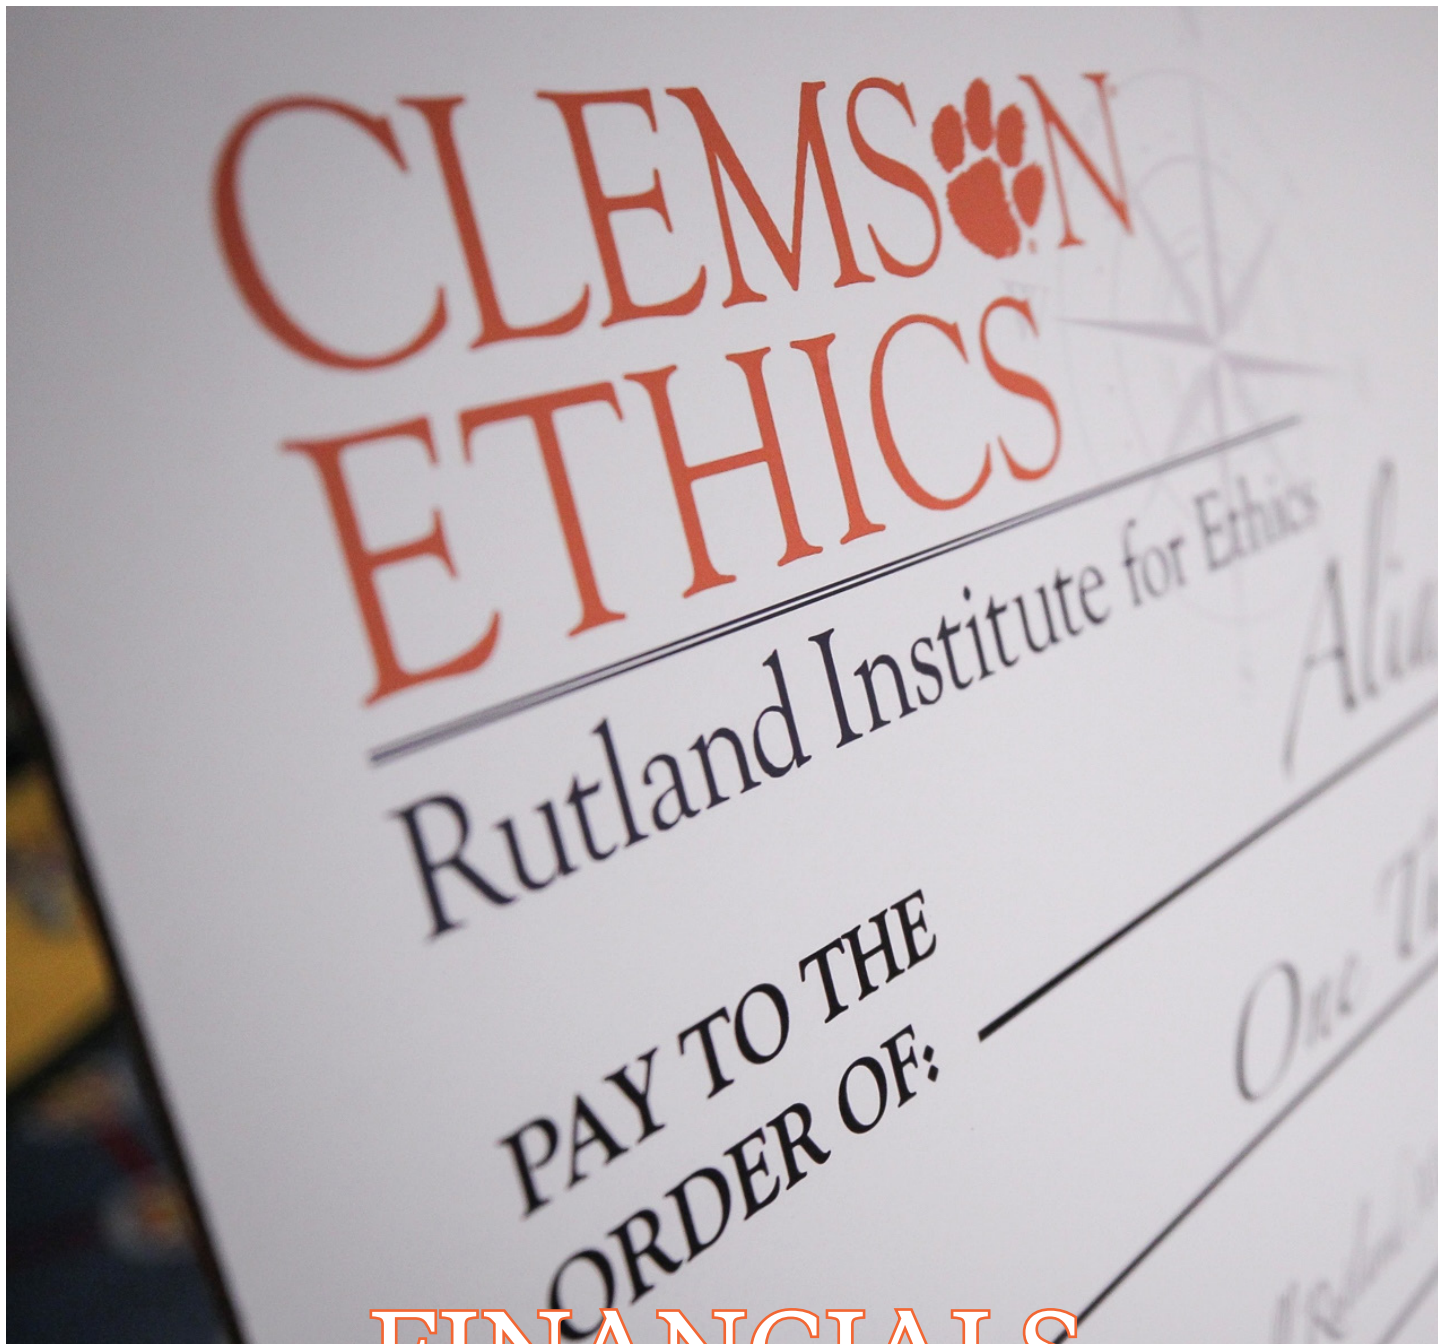 CLEMSON
ETHICS
Rutland Institute for Ethics
PAY TO THE
ORDER OF:
One
FINANCIALS